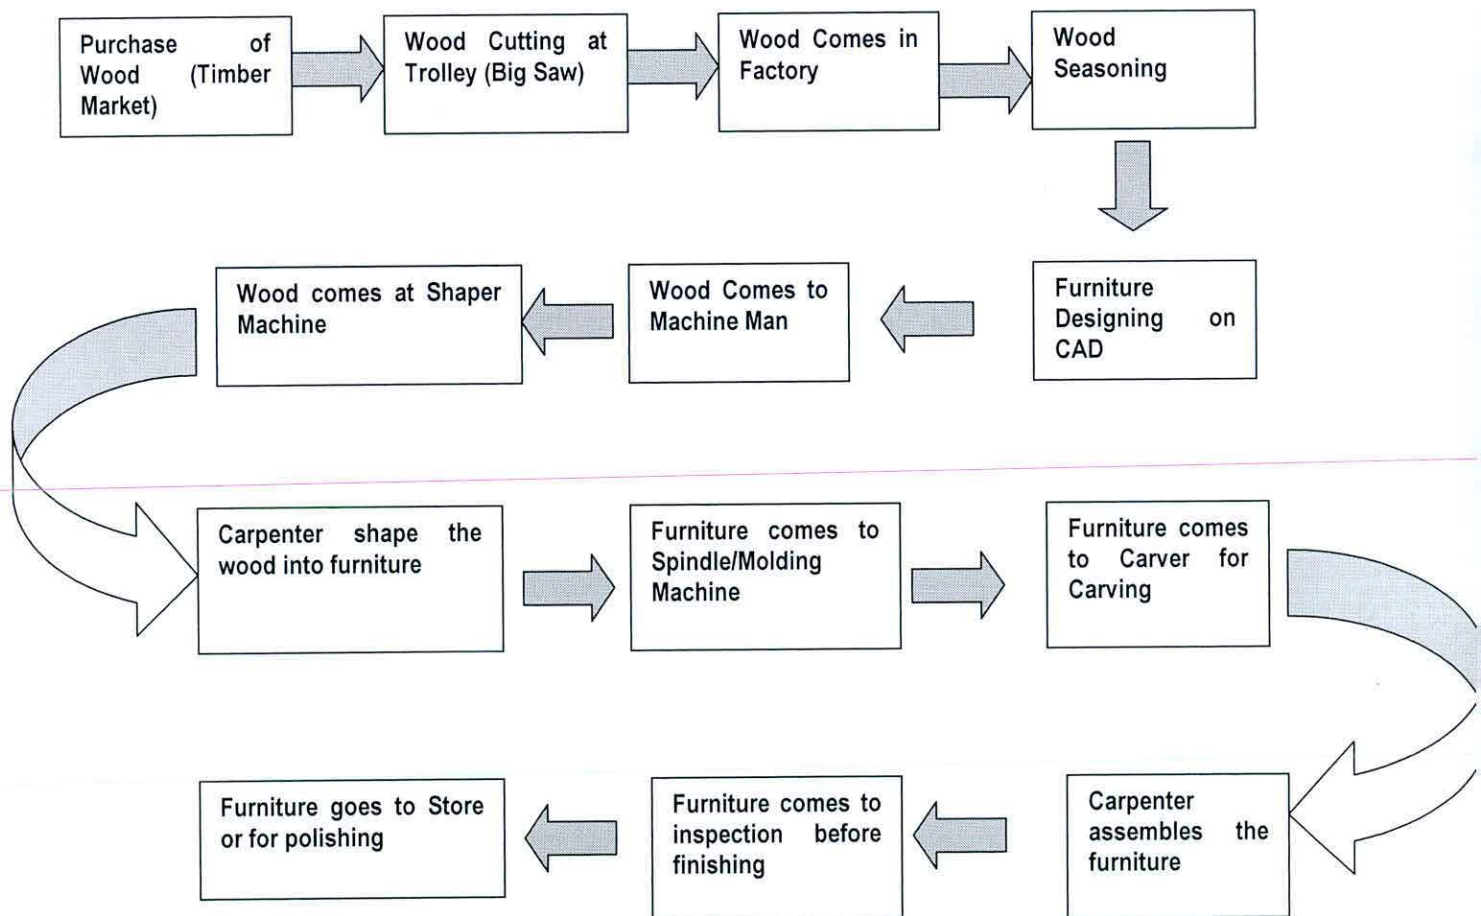 Purchase of
Wood (Timber
Market)
Wood Cutting at
Trolley (Big Saw)
Wood Comes in
Factory
Wood
Seasoning
Furniture
Designing on
CAD
Wood Comes to
Machine Man
Wood comes at Shaper
Machine
Carpenter shape the
wood into furniture
Furniture comes to
Spindle/Molding
Machine
Furniture comes
to Carver for
Carving
Carpenter
assembles the
furniture
Furniture comes to
inspection before
finishing
Furniture goes to Store
or for polishing